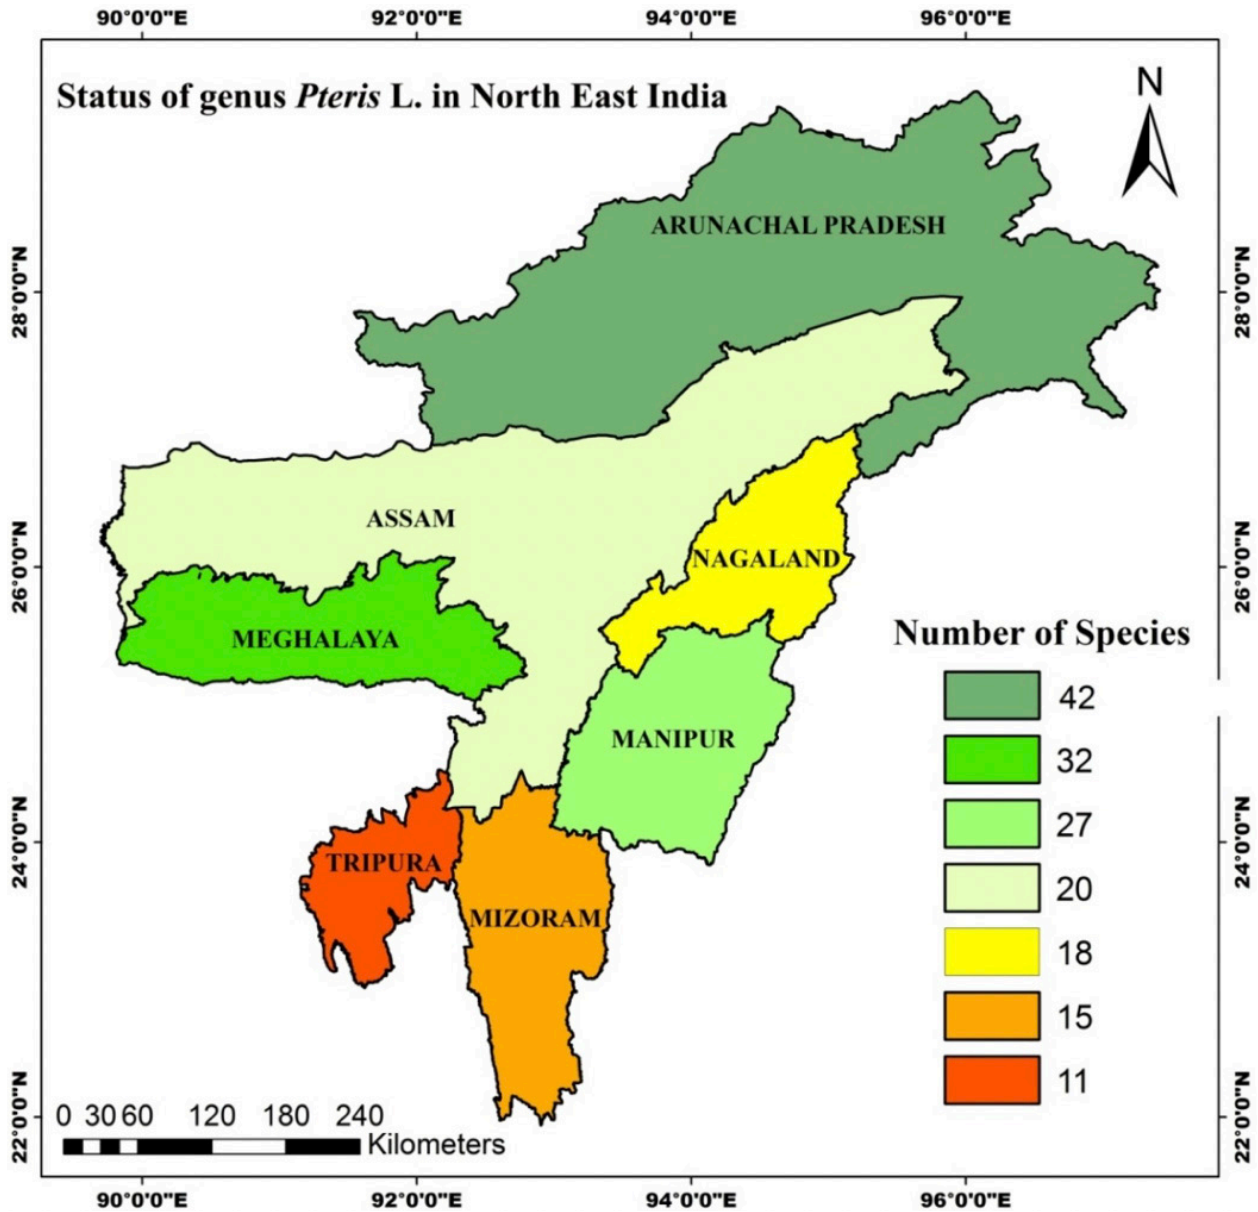 90°0'0"E 92°0'0"E 94°0'0"E 96°0'0"E
Status of genus Pteris L. in North East India
N
ARUNACHAL PRADESH
28°0'0"N 28°0'0"N
ASSAM
NAGALAND
26°0'0"N 26°0'0"N
MEGHALAYA
Number of Species
42
32
MANIPUR
27
24°0'0"N 24°0'0"N
TRIPURA
20
MIZORAM
18
15
11
22°0'0"N 22°0'0"N
0 30 60 120 180 240
Kilometers
90°0'0"E 92°0'0"E 94°0'0"E 96°0'0"E